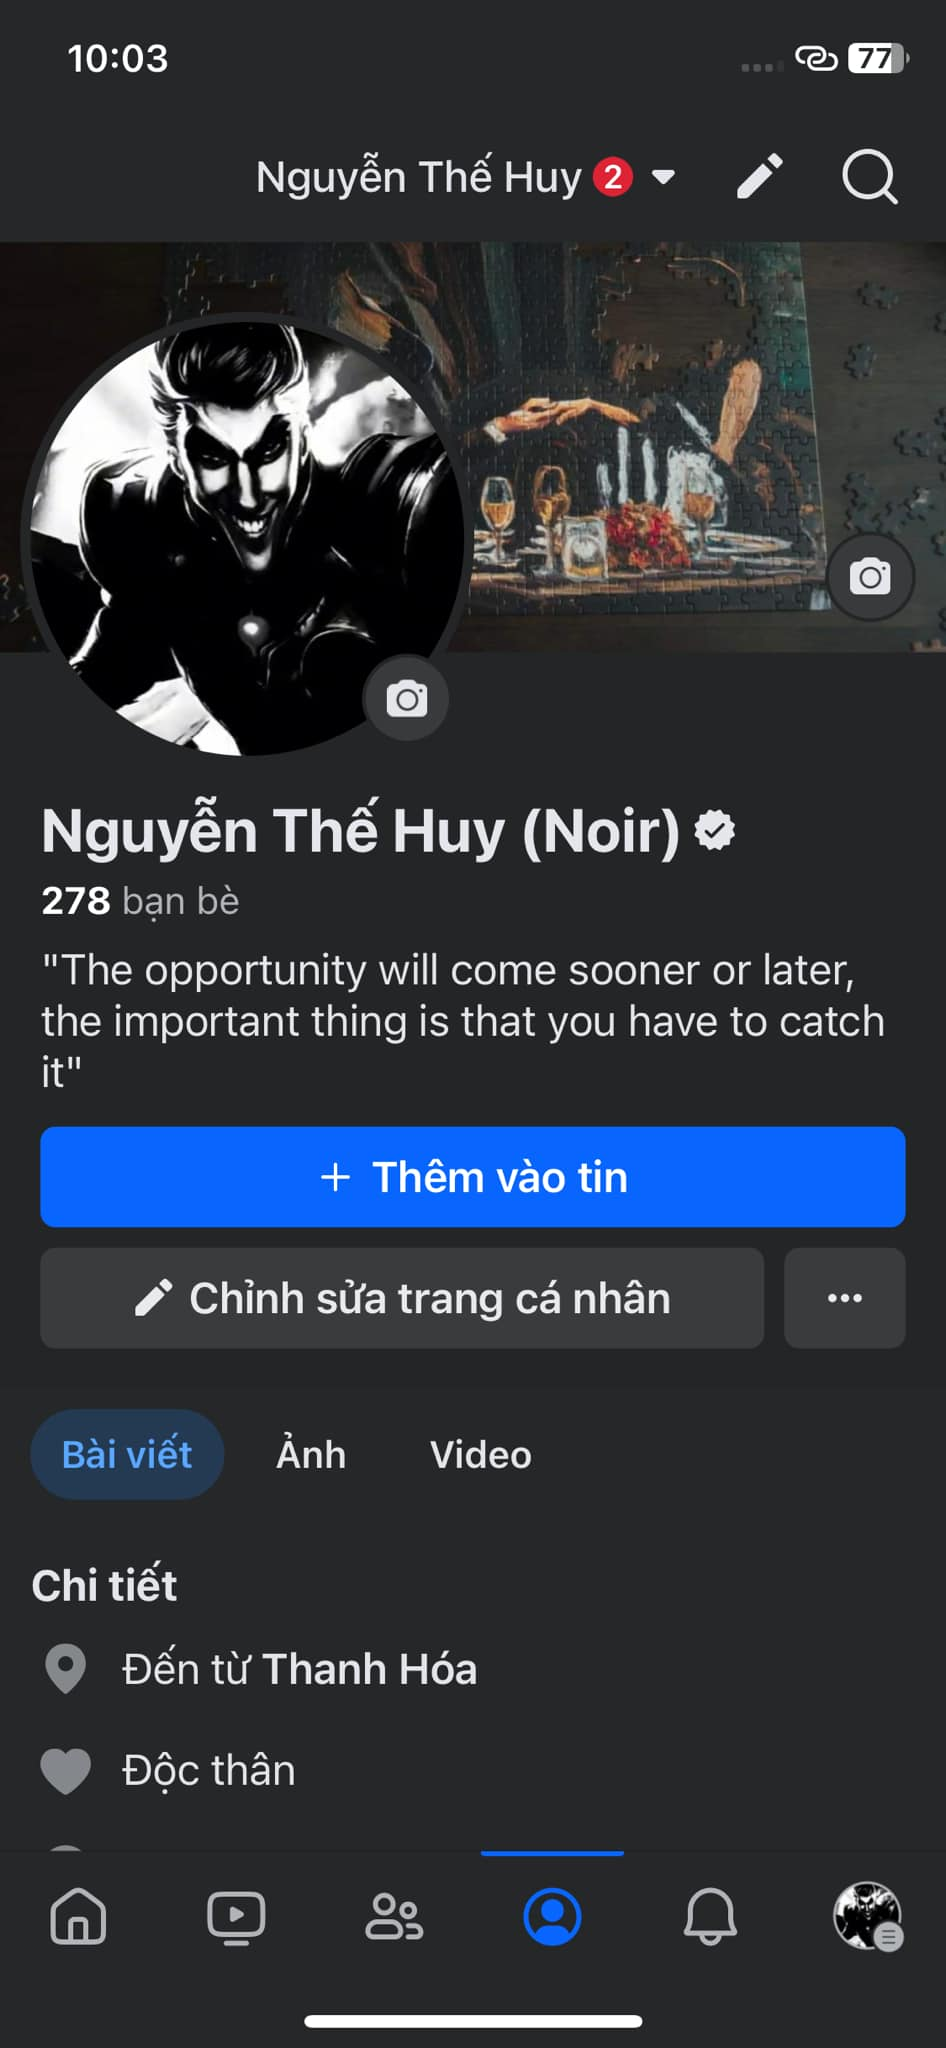 10:03
77
Nguyễn Thế Huy 2
Nguyễn Thế Huy (Noir)
278 bạn bè
"The opportunity will come sooner or later,
the important thing is that you have to catch
it"
+ Thêm vào tin
Chỉnh sửa trang cá nhân
Bài viết Ảnh Video
Chi tiết
Đến từ Thanh Hóa
Độc thân